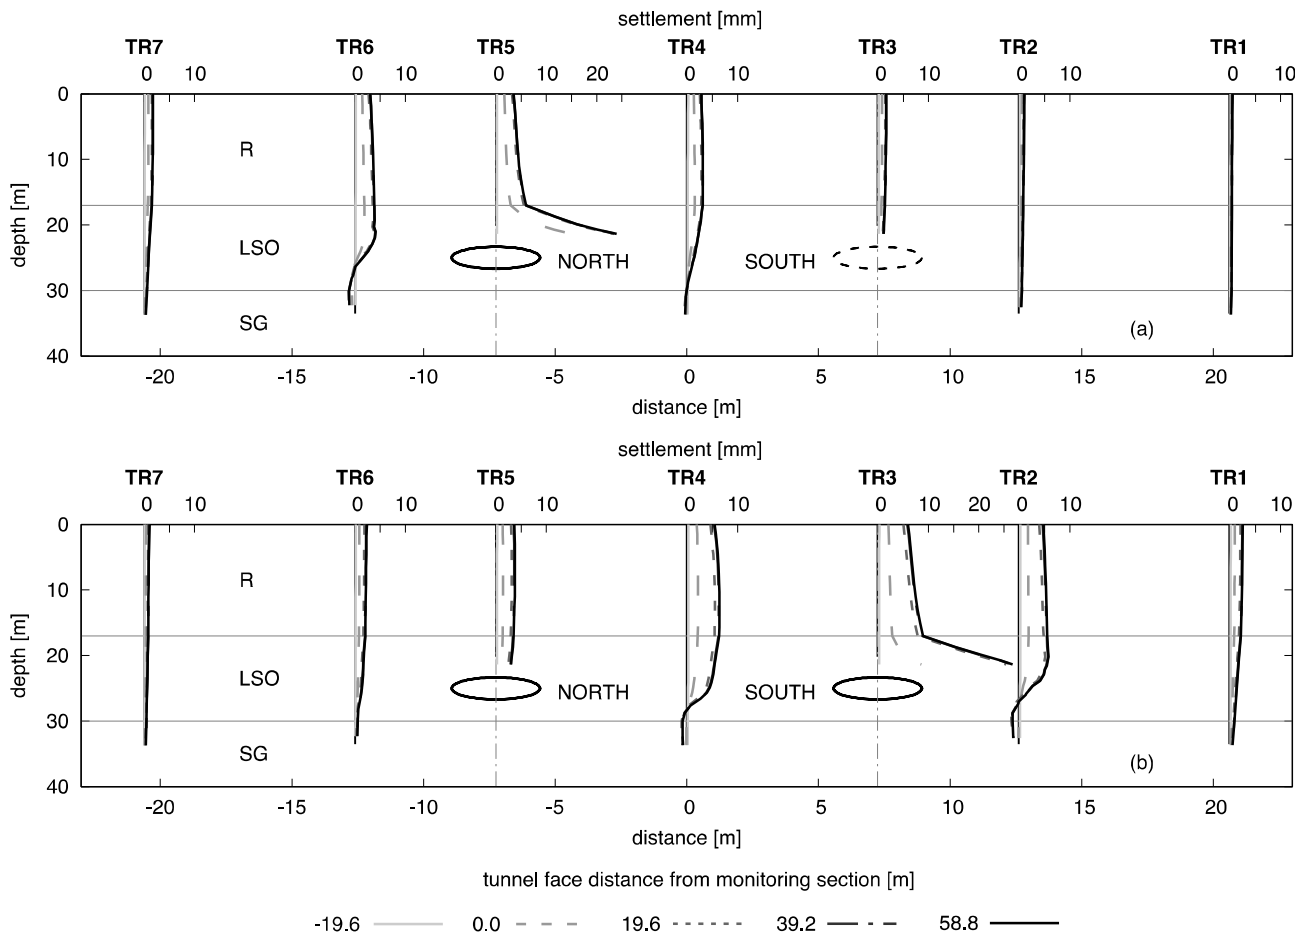 settlement [mm]
TR7 TR6 TR5 TR4 TR3 TR2 TR1
0 10 0 10 0 10 20 0 10 0 10 0 10 0 10
0
10
20
30
40
depth [m]
R
LSO
NORTH
SOUTH
SG
(a)
-20 -15 -10 -5 0 5 10 15 20
distance [m]
settlement [mm]
TR7 TR6 TR5 TR4 TR3 TR2 TR1
0 10 0 10 0 10 0 10 0 10 20 0 10 0 10
0
10
20
30
40
depth [m]
R
LSO
NORTH
SOUTH
SG
(b)
-20 -15 -10 -5 0 5 10 15 20
distance [m]
tunnel face distance from monitoring section [m]
-19.6 0.0 19.6 39.2 58.8